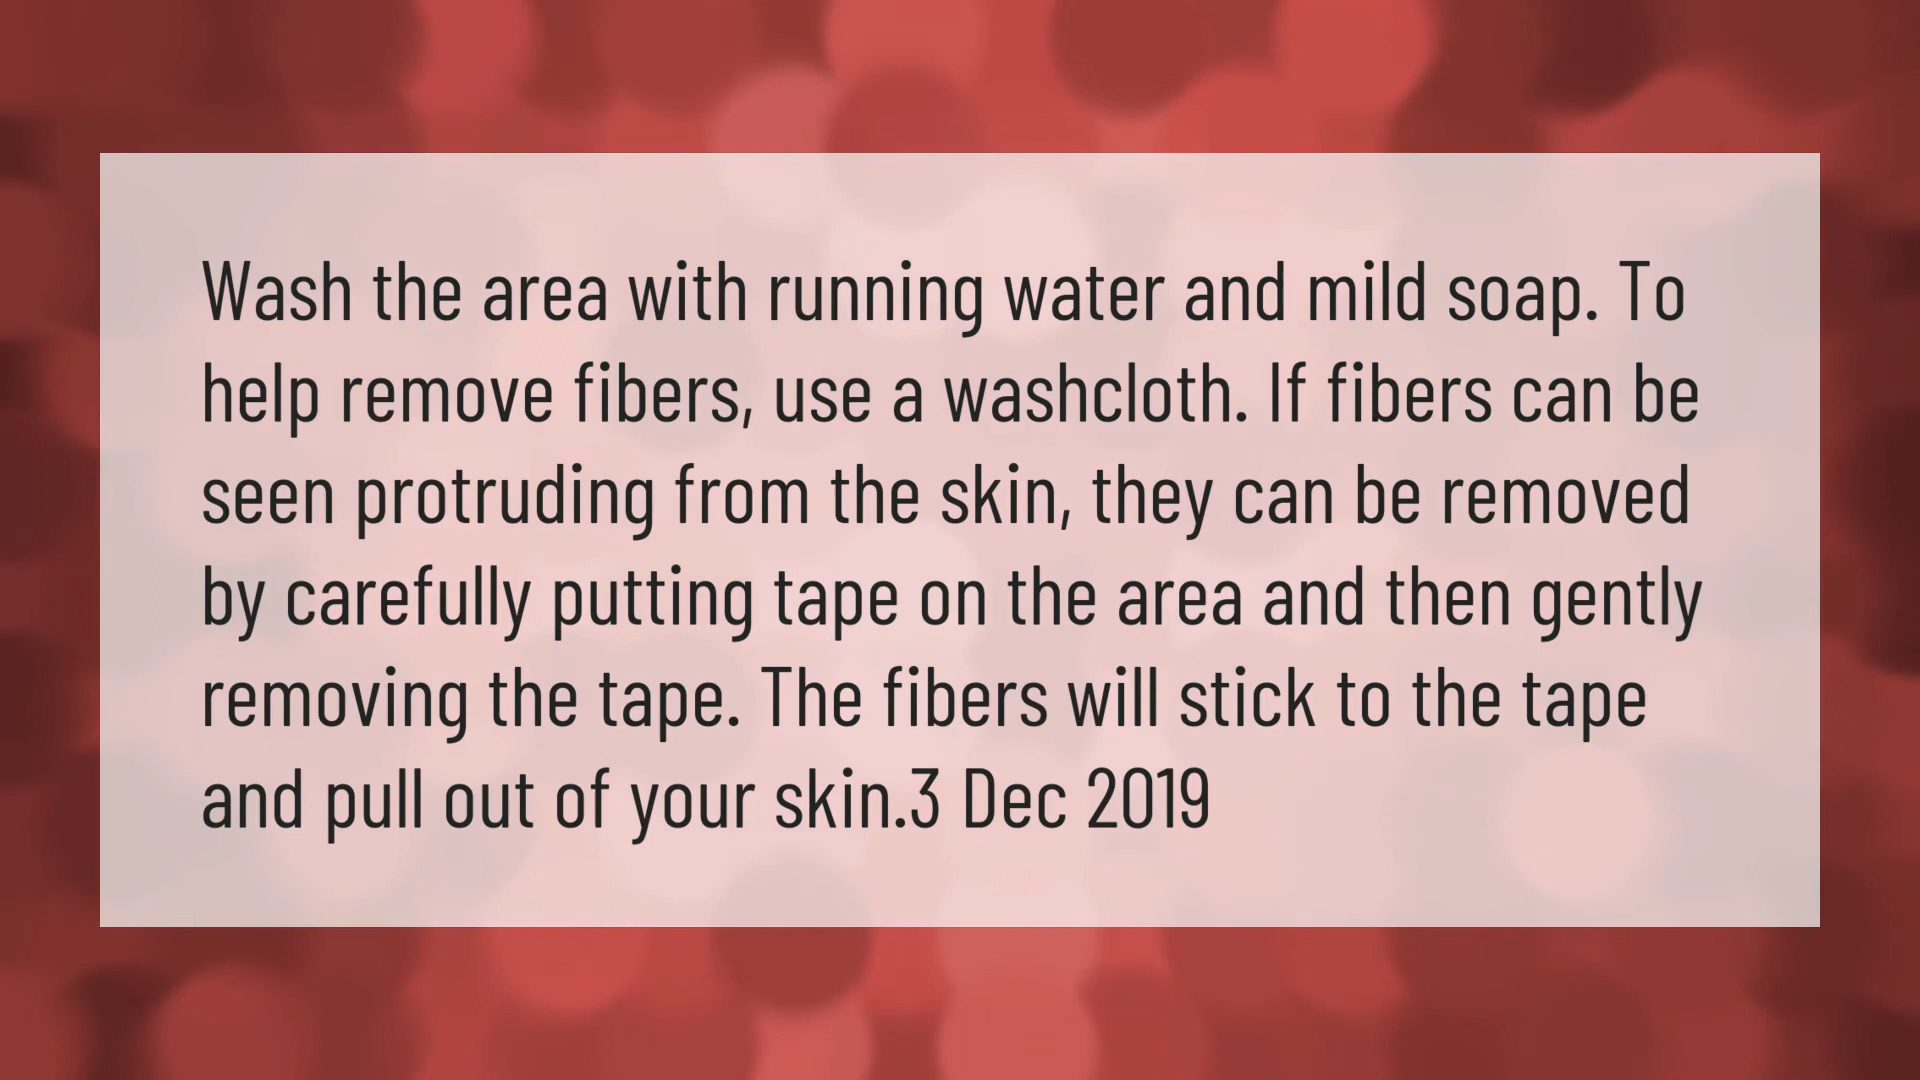 Wash the area with running water and mild soap. To
help remove fibers, use a washcloth. If fibers can be
seen protruding from the skin, they can be removed
by carefully putting tape on the area and then gently
removing the tape. The fibers will stick to the tape
and pull out of your skin.3 Dec 2019